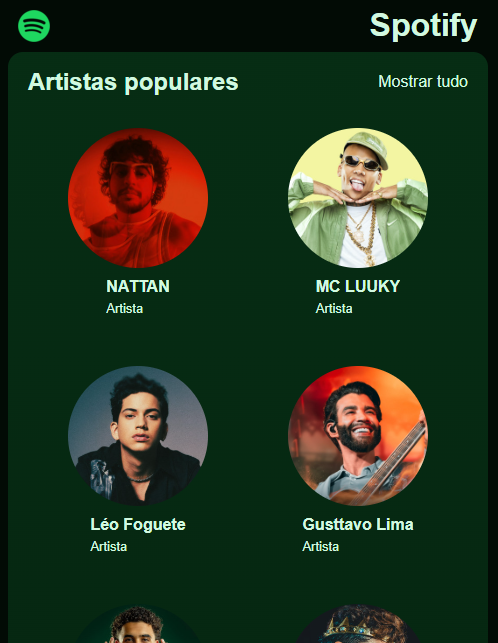 Spotify
Artistas populares
Mostrar tudo
NATTAN
Artista
MC LUUKY
Artista
Léo Foguete
Artista
Gusttavo Lima
Artista